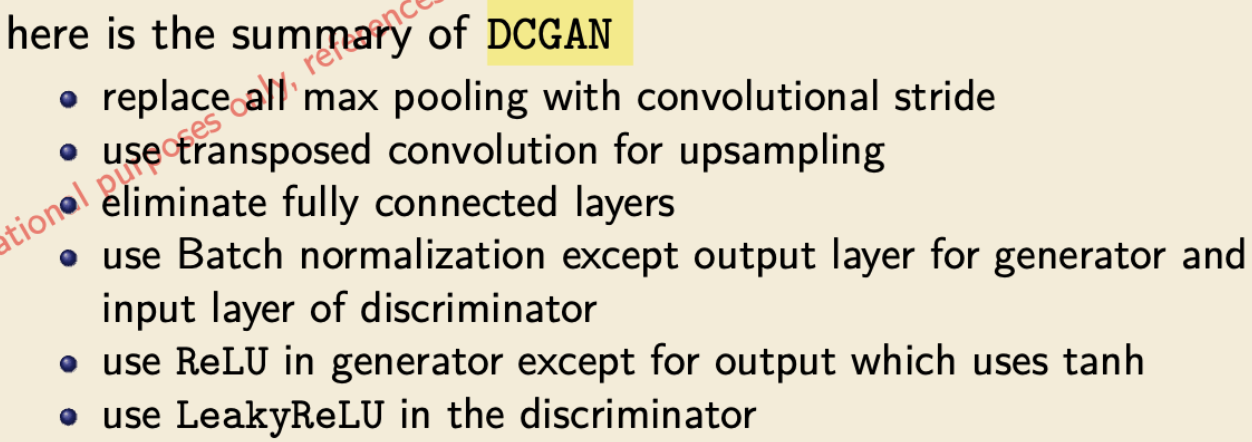 here is the summary of DCGAN
replace all max pooling with convolutional stride
use transposed convolution for upsampling
eliminate fully connected layers
use Batch normalization except output layer for generator and
input layer of discriminator
use ReLU in generator except for output which uses tanh
use LeakyReLU in the discriminator
purposes only,